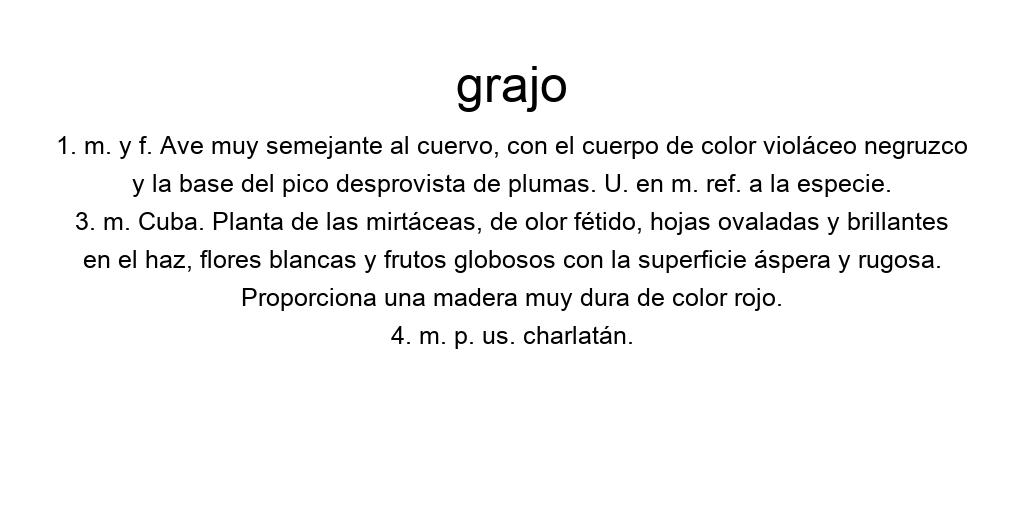 grajo
1. m. y f. Ave muy semejante al cuervo, con el cuerpo de color violáceo negruzco
y la base del pico desprovista de plumas. U. en m. ref. a la especie.
3. m. Cuba. Planta de las mirtáceas, de olor fétido, hojas ovaladas y brillantes
en el haz, flores blancas y frutos globosos con la superficie áspera y rugosa.
Proporciona una madera muy dura de color rojo.
4. m. p. us. charlatán.